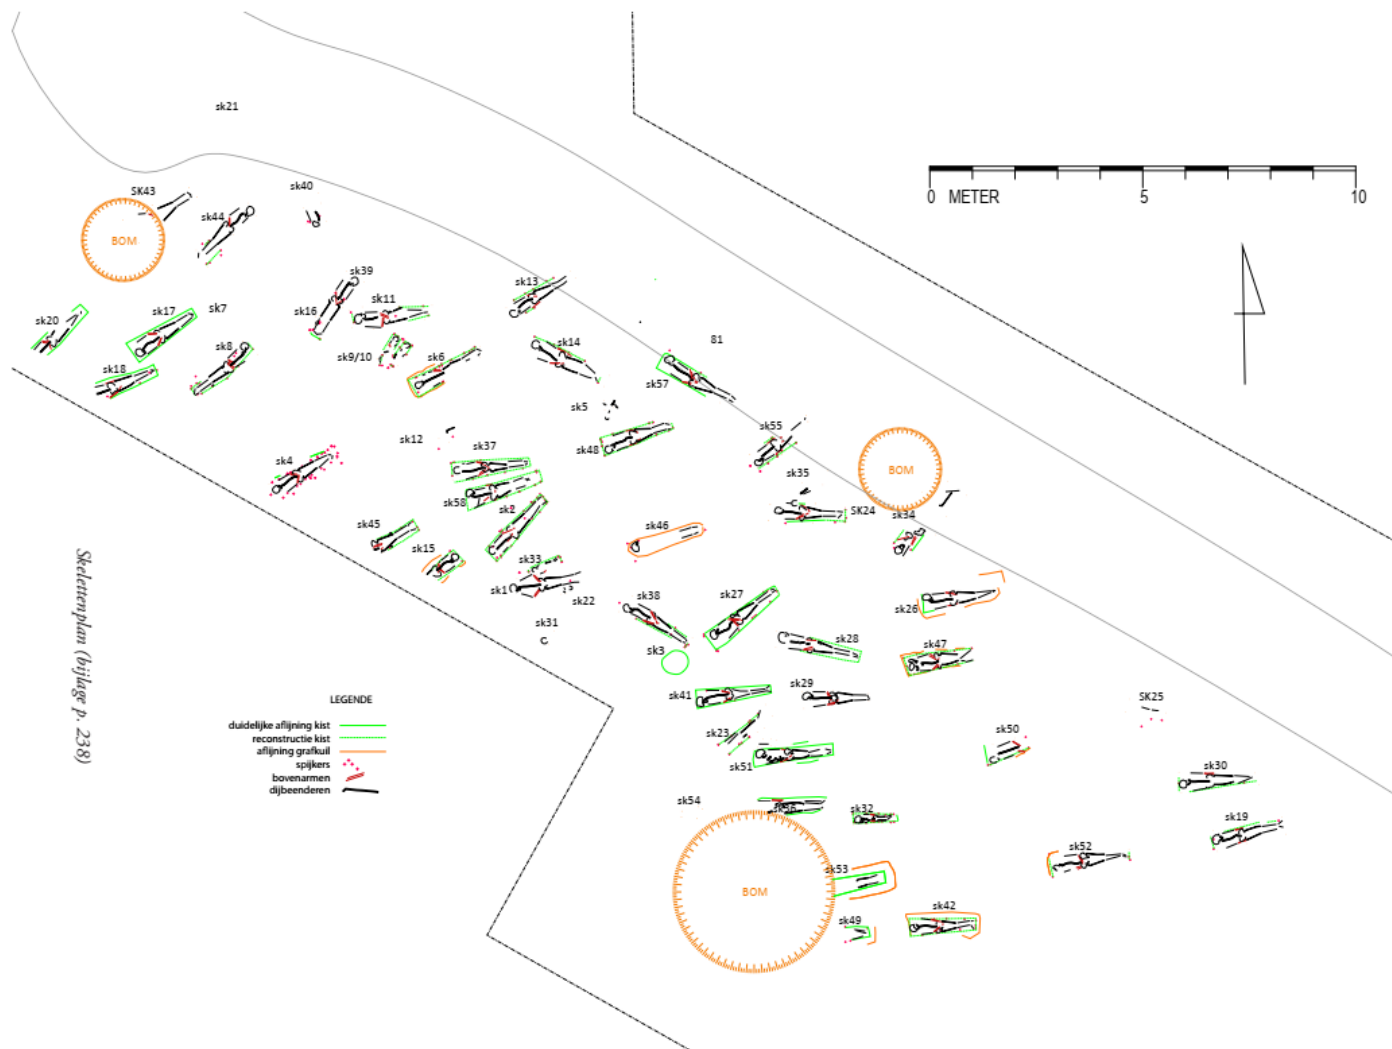 sk21
SK43
sk40
sk44
BOM
0 METER 5 10
sk39
sk13
sk20
sk17
sk7
sk16
sk11
sk8
sk9/10
sk6
sk14
81
sk18
sk57
sk5
sk12
sk37
sk48
sk55
sk4
sk35
BOM
sk58
sk2
SK24
sk34
sk45
sk46
sk15
sk33
sk1
sk22
sk38
sk27
sk26
sk31
sk3
sk28
sk47
Skelettenplan (bijlage p. 238)
sk41
sk29
SK25
LEGENDE
duidelijke aflijning kist
reconstructie kist
aflijning grafkuil
spijkers
bovenarmen
dijbeenderen
sk23
sk50
sk51
sk30
sk54
sk56
sk32
sk19
sk52
sk53
BOM
sk49
sk42